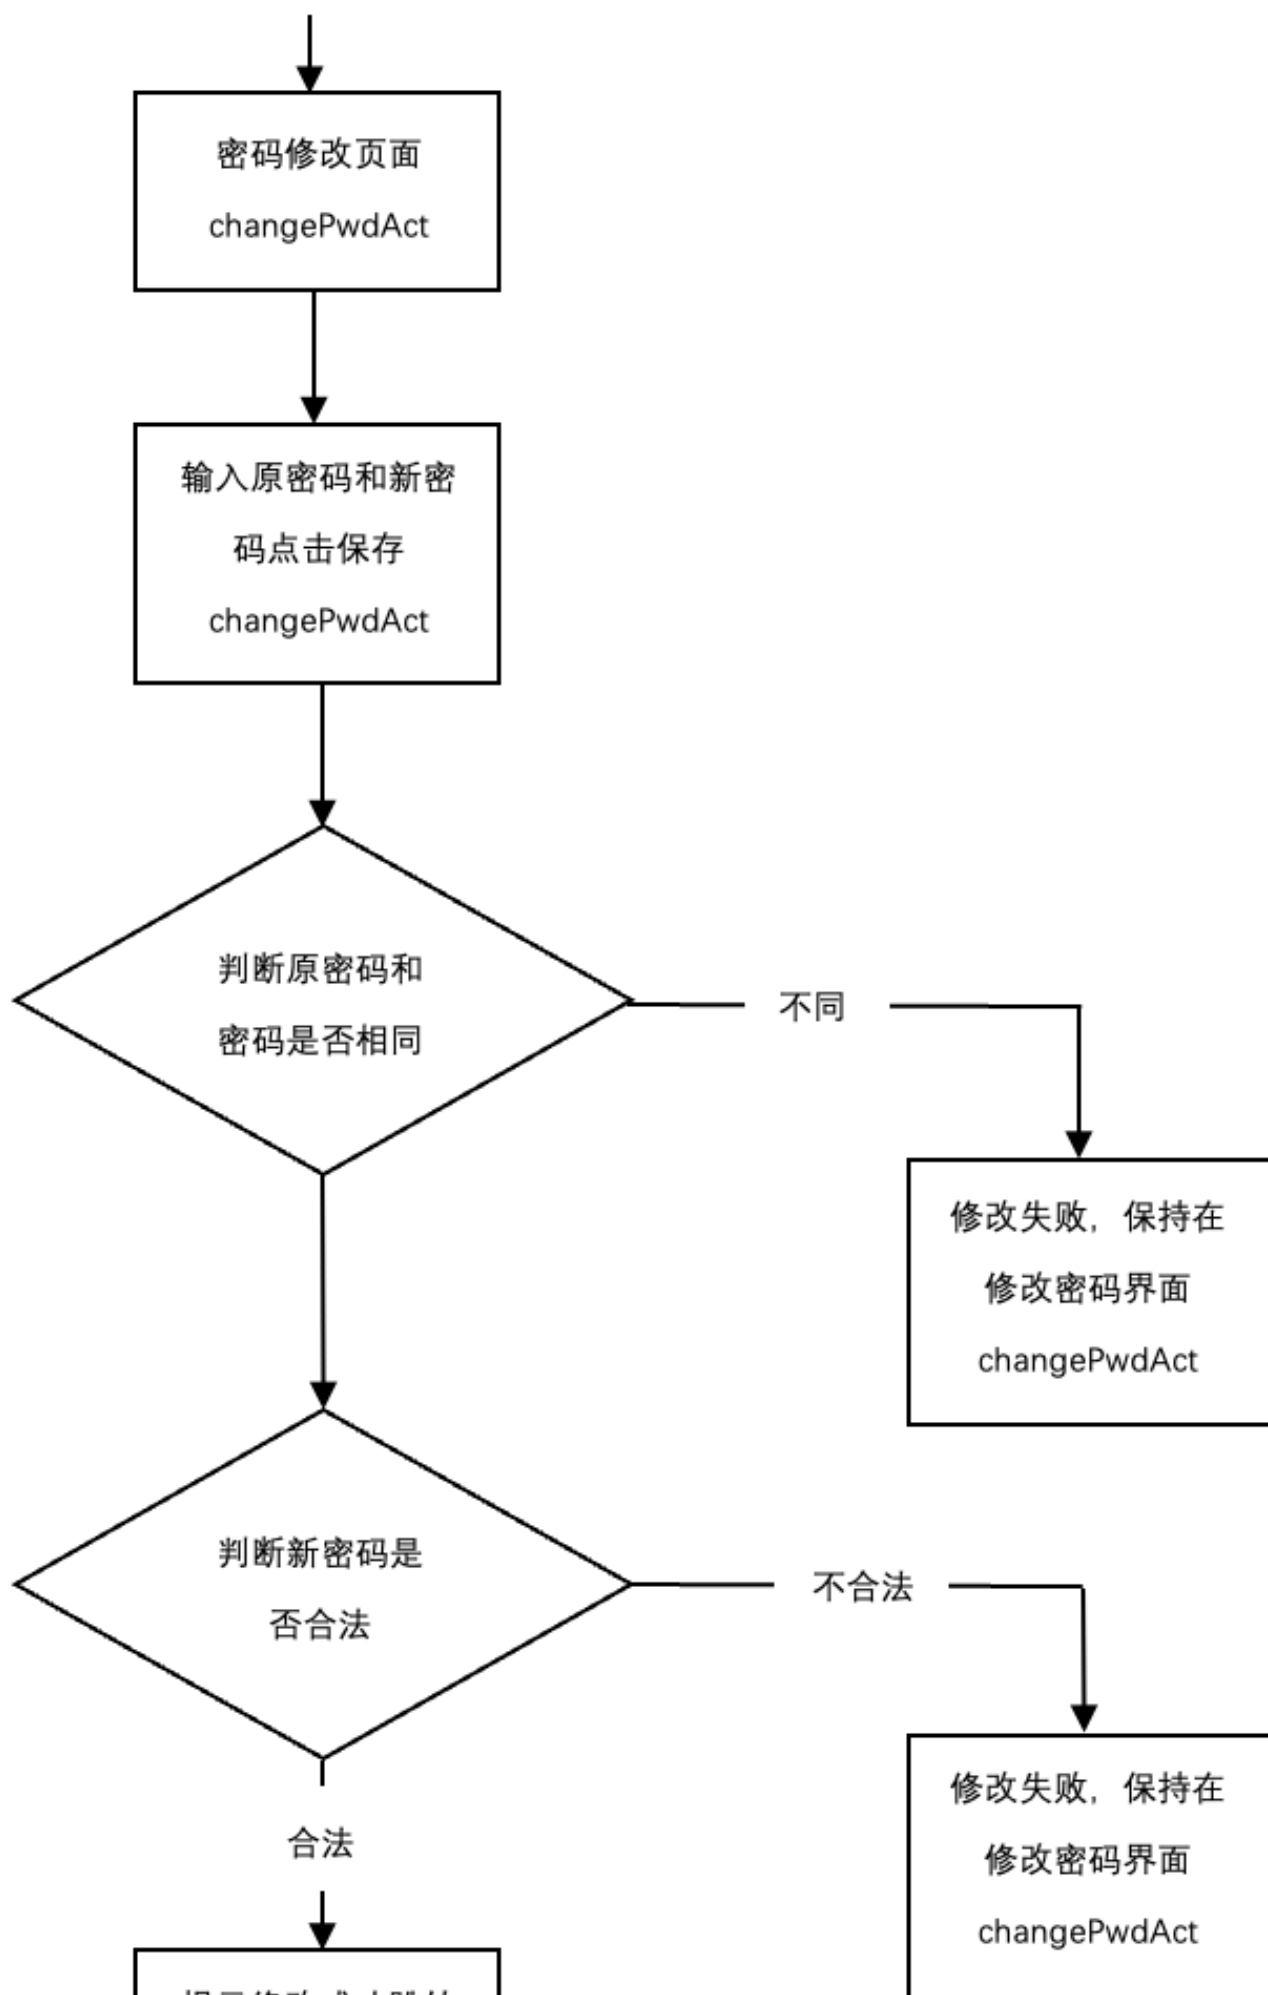 密码修改页面
changePwdAct
输入原密码和新密
码点击保存
changePwdAct
判断原密码和
密码是否相同
不同
修改失败，保持在
修改密码界面
changePwdAct
判断新密码是
否合法
不合法
修改失败，保持在
修改密码界面
changePwdAct
合法